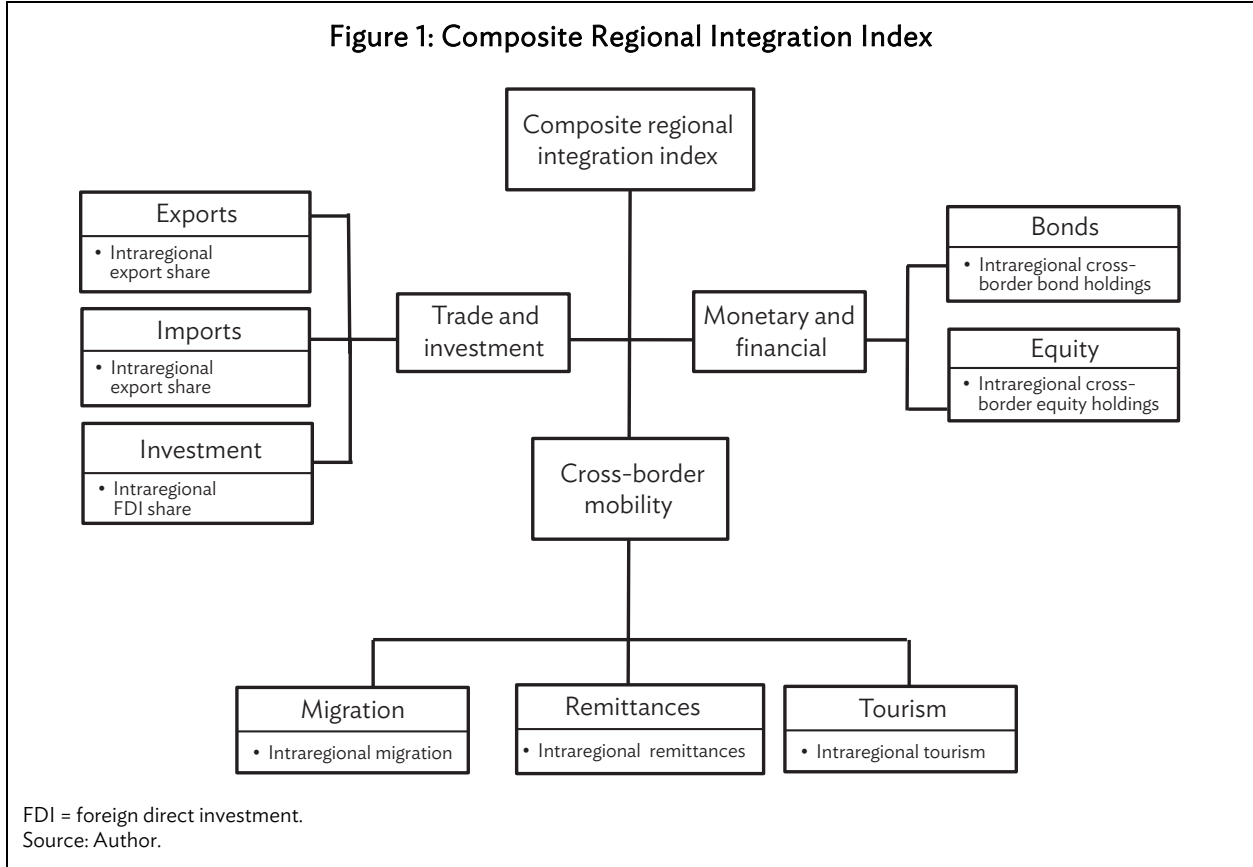 Figure 1: Composite Regional Integration Index
Composite regional
integration index
Exports
• Intraregional
export share
Imports
• Intraregional
export share
Investment
• Intraregional
FDI share
Trade and
investment
Monetary and
financial
Bonds
• Intraregional cross-
border bond holdings
Equity
• Intraregional cross-
border equity holdings
Cross-border
mobility
Migration
• Intraregional migration
Remittances
• Intraregional remittances
Tourism
• Intraregional tourism
FDI = foreign direct investment.
Source: Author.